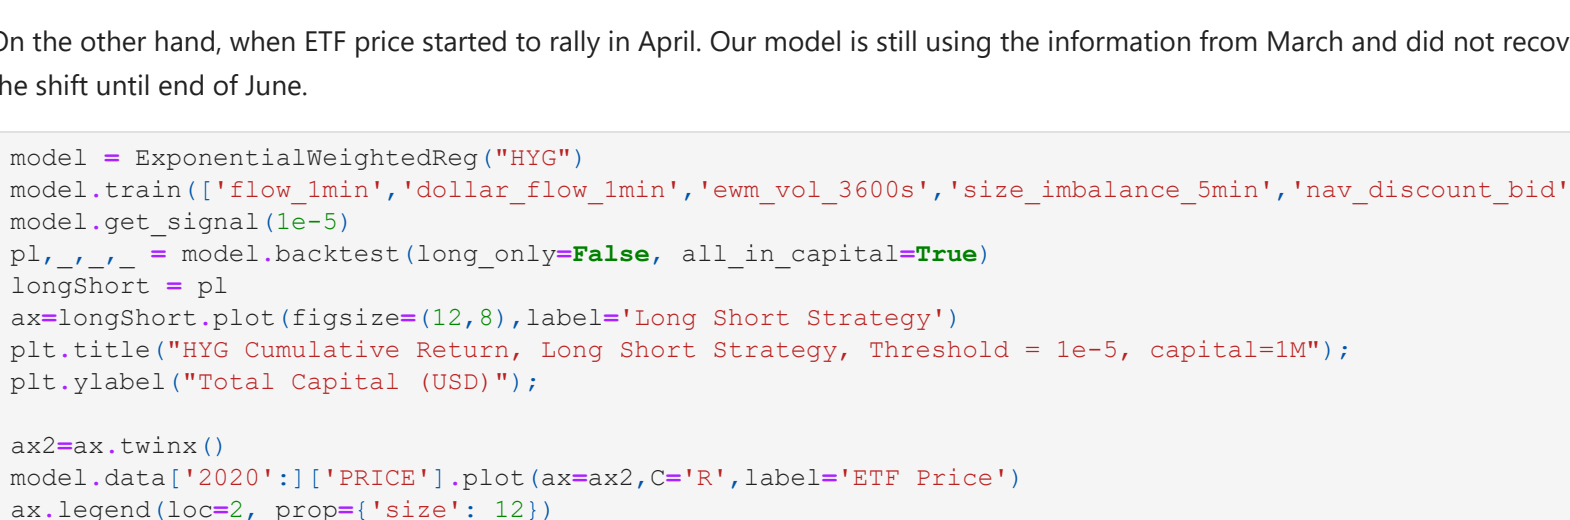 On the other hand, when ETF price started to rally in April. Our model is still using the information from March and did not recov
the shift until end of June.
model = ExponentialWeightedReg("HYG")
model.train(['flow_1min','dollar_flow_1min','ewm_vol_3600s','size_imbalance_5min','nav_discount_bid'
model.get_signal(1e-5)
pl,_,_,_ = model.backtest(long_only=False, all_in_capital=True)
longShort = pl
ax=longShort.plot(figsize=(12,8),label='Long Short Strategy')
plt.title("HYG Cumulative Return, Long Short Strategy, Threshold = 1e-5, capital=1M");
plt.ylabel("Total Capital (USD)");
ax2=ax.twinx()
model.data['2020':]['PRICE'].plot(ax=ax2,C='R',label='ETF Price')
ax.legend(loc=2, prop={'size': 12})